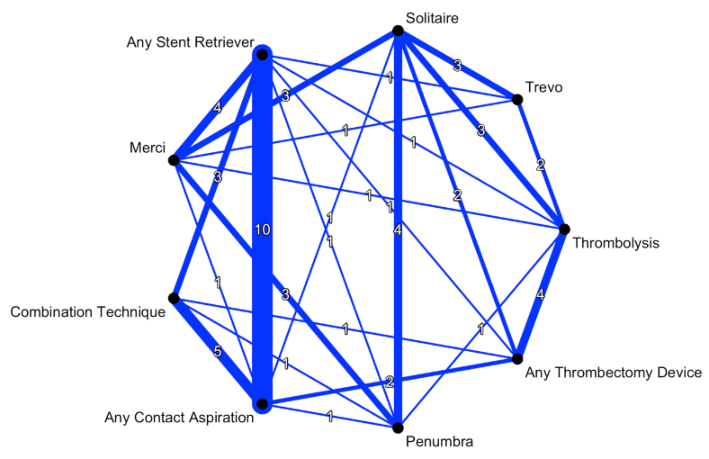 Solitaire
Any Stent Retriever
1
3
Trevo
3
4
1
3
1
Merci
3
2
1
2
1
10
1
4
Thrombolysis
1
1
3
4
Combination Technique
1
1
5
1
2
Any Thrombectomy Device
Any Contact Aspiration
1
Penumbra